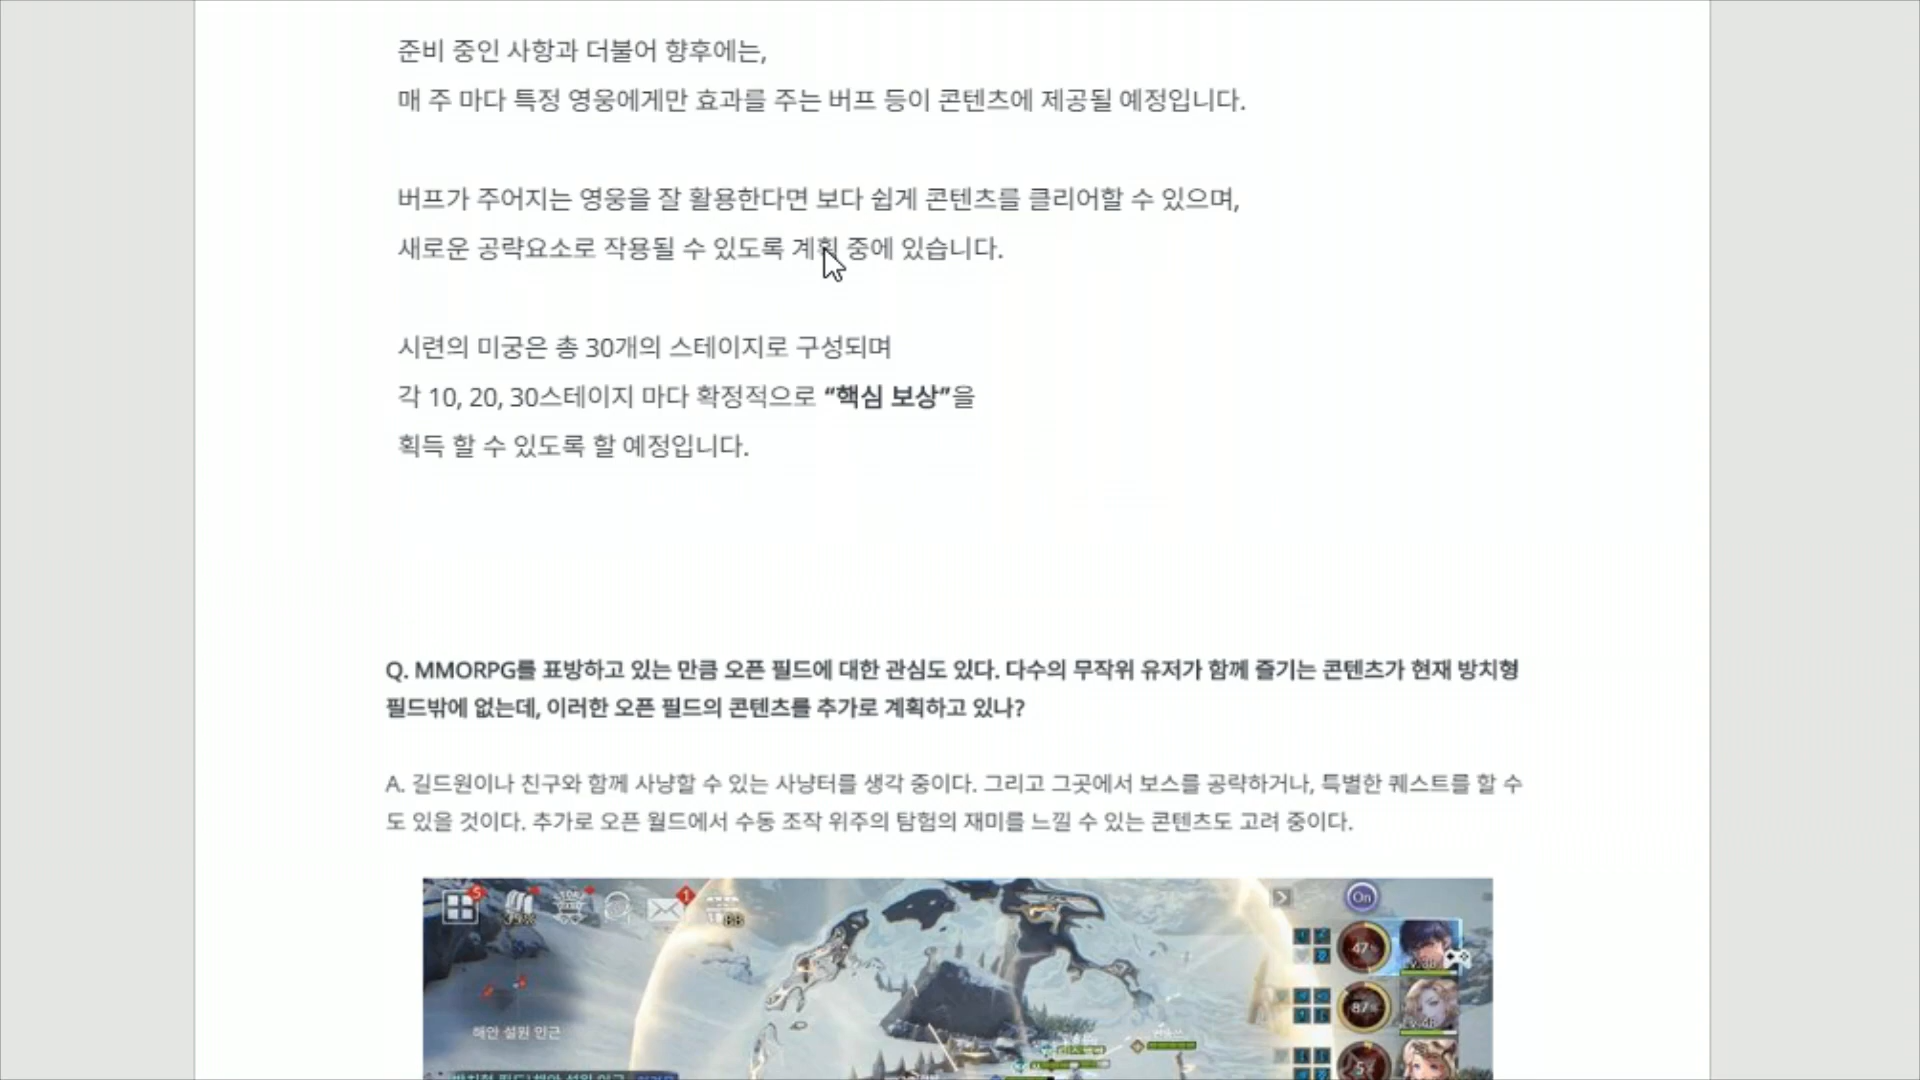 준비 중인 사항과 더불어 향후에는,
매 주 마다 특정 영웅에게만 효과를 주는 버프 등이 콘텐츠에 제공될 예정입니다.
버프가 주어지는 영웅을 잘 활용한다면 보다 쉽게 콘텐츠를 클리어할 수 있으며,
새로운 공략요소로 작용될 수 있도록 계획 중에 있습니다.
시련의 미궁은 총 30개의 스테이지로 구성되며
각 10, 20, 30스테이지 마다 확정적으로 “핵심 보상”을
획득 할 수 있도록 할 예정입니다.
Q. MMORPG를 표방하고 있는 만큼 오픈 필드에 대한 관심도 있다. 다수의 무작위 유저가 함께 즐기는 콘텐츠가 현재 방치형
필드밖에 없는데, 이러한 오픈 필드의 콘텐츠를 추가로 계획하고 있나?
A. 길드원이나 친구와 함께 사냥할 수 있는 사냥터를 생각 중이다. 그리고 그곳에서 보스를 공략하거나, 특별한 퀘스트를 할 수
도 있을 것이다. 추가로 오픈 월드에서 수동 조작 위주의 탐험의 재미를 느낄 수 있는 콘텐츠도 고려 중이다.
5
1
On
47%
87%
해안 설원 인근